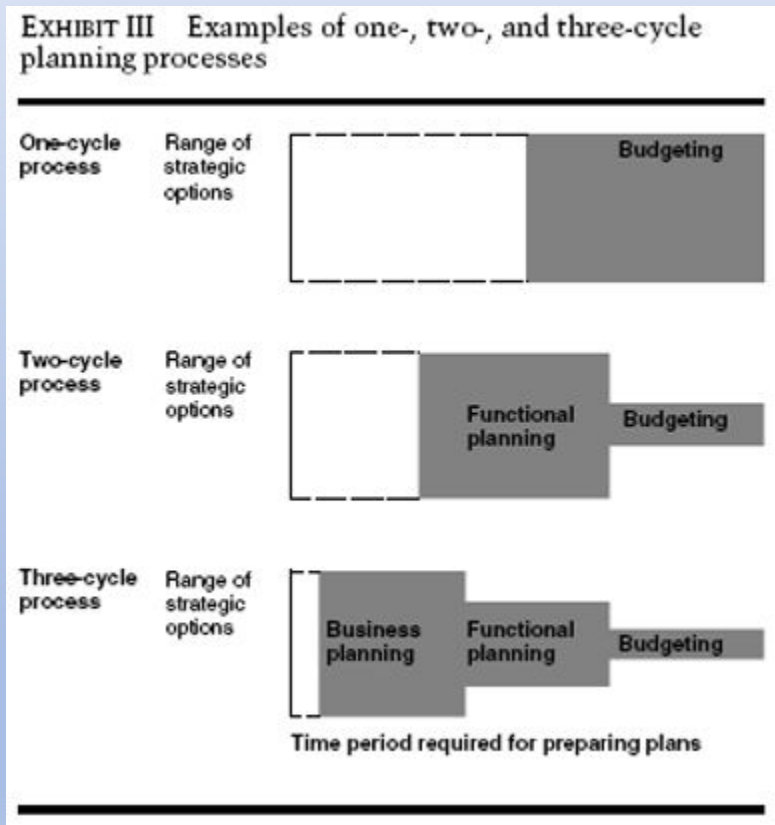 EXHIBIT III Examples of one-, two-, and three-cycle
planning processes
One-cycle
process
Range of
strategic
options
Budgeting
Two-cycle
process
Range of
strategic
options
Functional
planning
Budgeting
Three-cycle
process
Range of
strategic
options
Business
planning
Functional
planning
Budgeting
Time period required for preparing plans